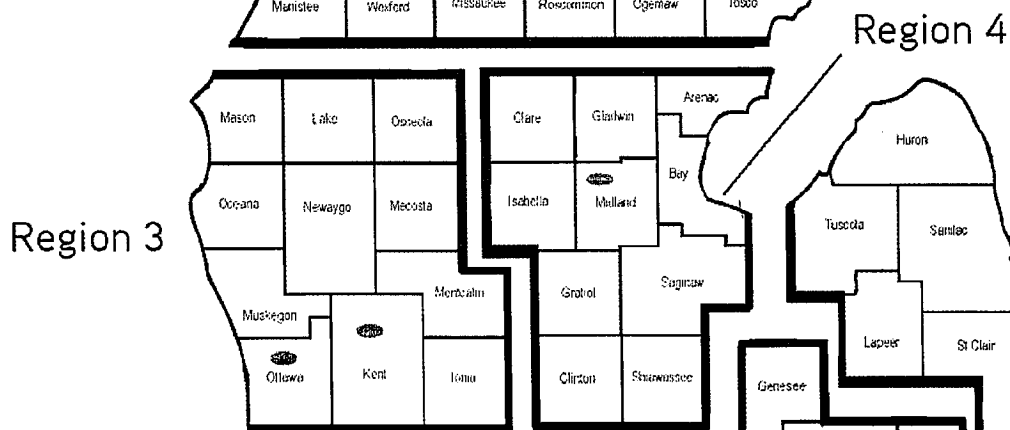 Manistee Wexford Missaukee Roscommon Ogemaw Iosco
Region 4
Mason Lake Osceola Clare Gladwin Arenac
Huron
Oceana Newaygo Mecosta Isabella Midland Bay
Tuscola Sanilac
Region 3
Montcalm Gratiot Saginaw
Muskegon
Lapeer St Clair
Ottawa Kent Ionia Clinton Shiawassee Genesee